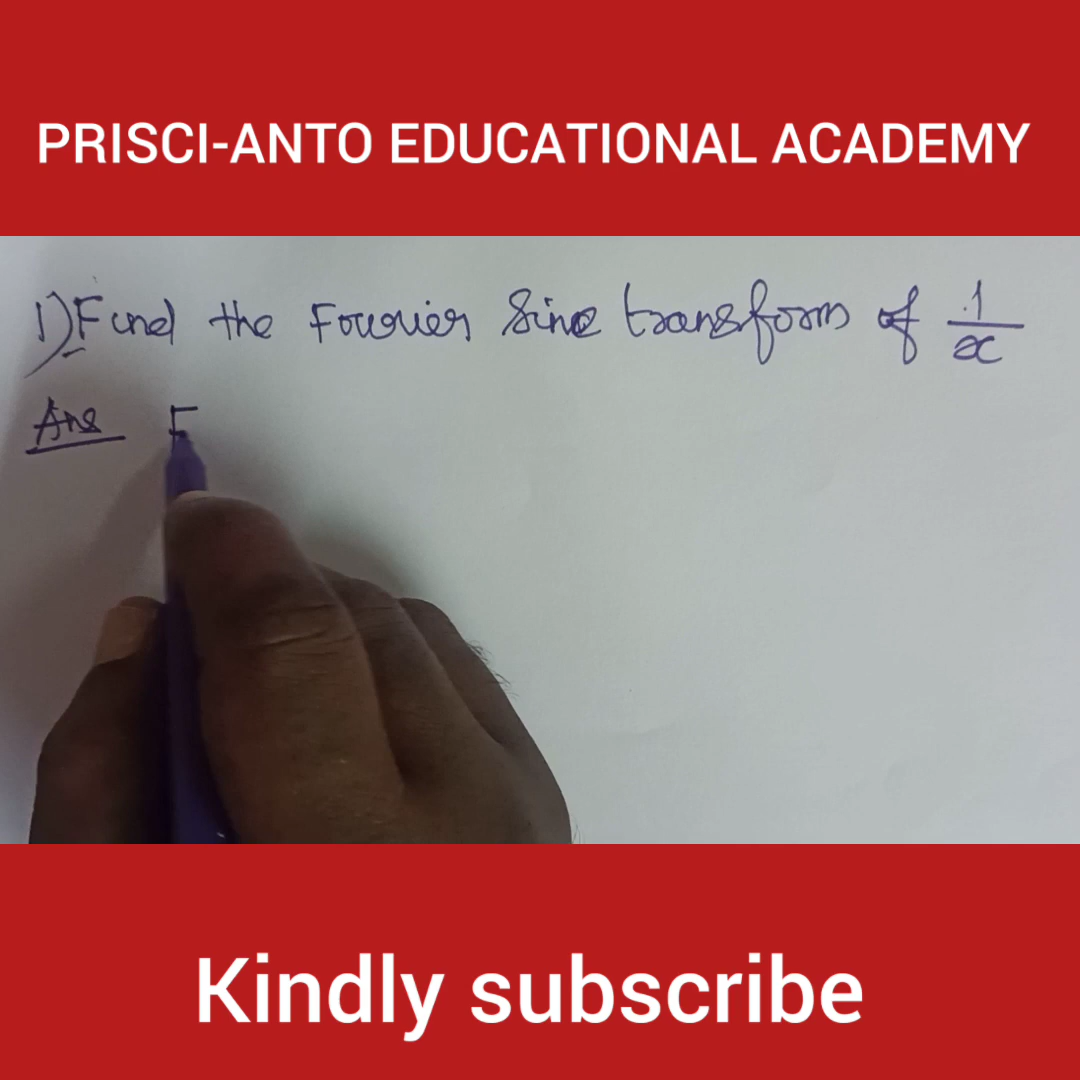 PRISCI-ANTO EDUCATIONAL ACADEMY
1) Find the Fourier Sine transform of 1/x
Ans F
Kindly subscribe